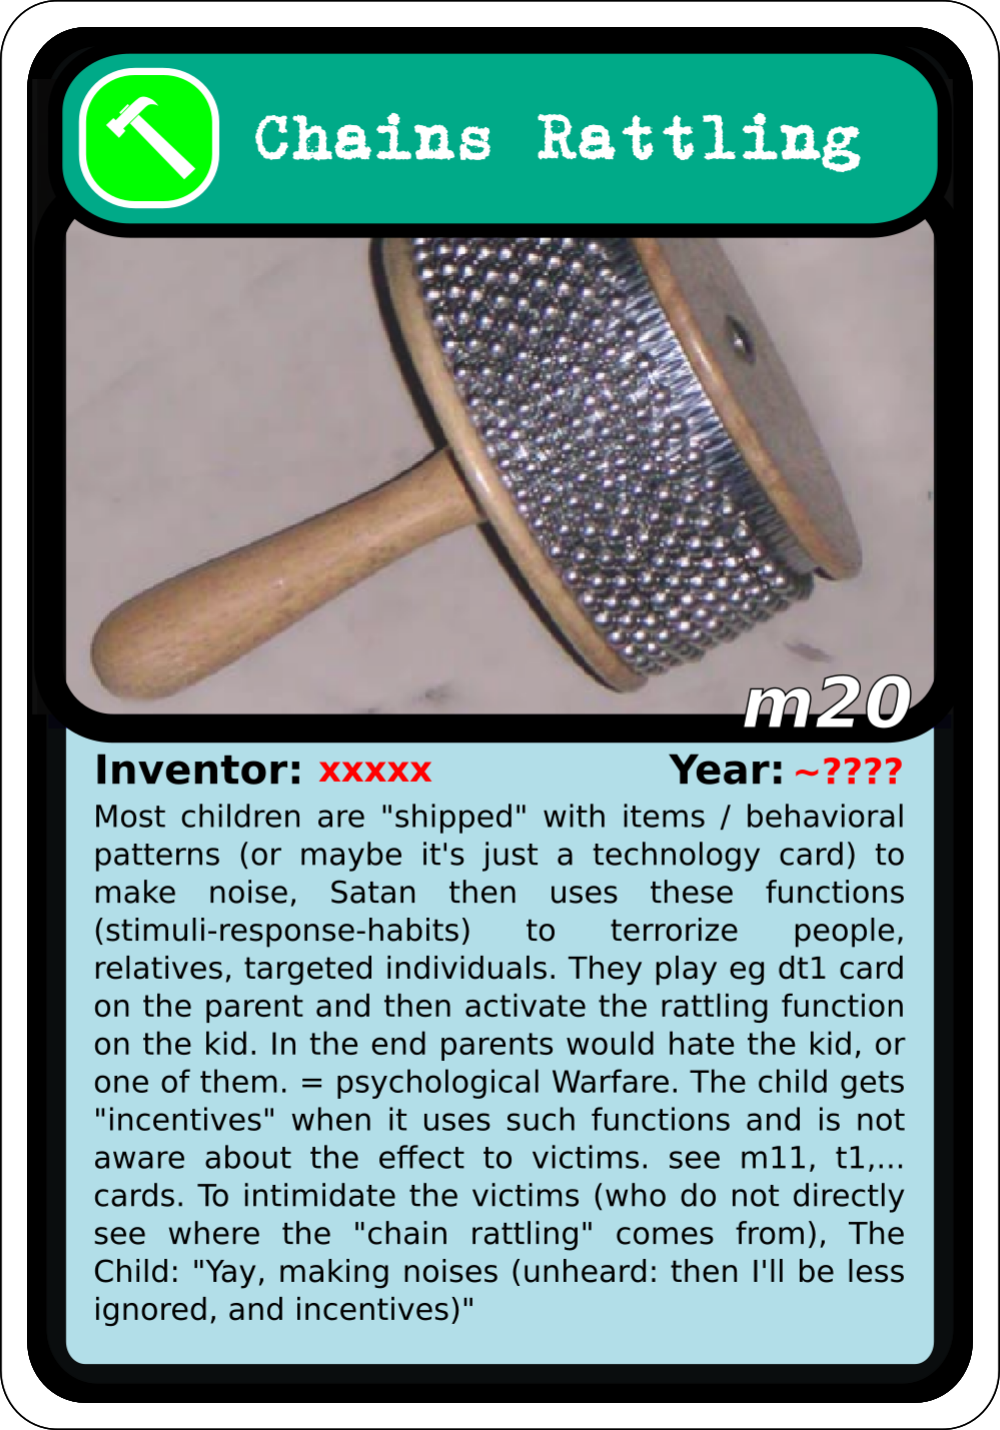 Chains Rattling
m20
Inventor: xxxxx Year: ~????
Most children are "shipped" with items / behavioral
patterns (or maybe it's just a technology card) to
make noise, Satan then uses these functions
(stimuli-response-habits) to terrorize people,
relatives, targeted individuals. They play eg dt1 card
on the parent and then activate the rattling function
on the kid. In the end parents would hate the kid, or
one of them. = psychological Warfare. The child gets
"incentives" when it uses such functions and is not
aware about the effect to victims. see m11, t1,...
cards. To intimidate the victims (who do not directly
see where the "chain rattling" comes from), The
Child: "Yay, making noises (unheard: then I'll be less
ignored, and incentives)"